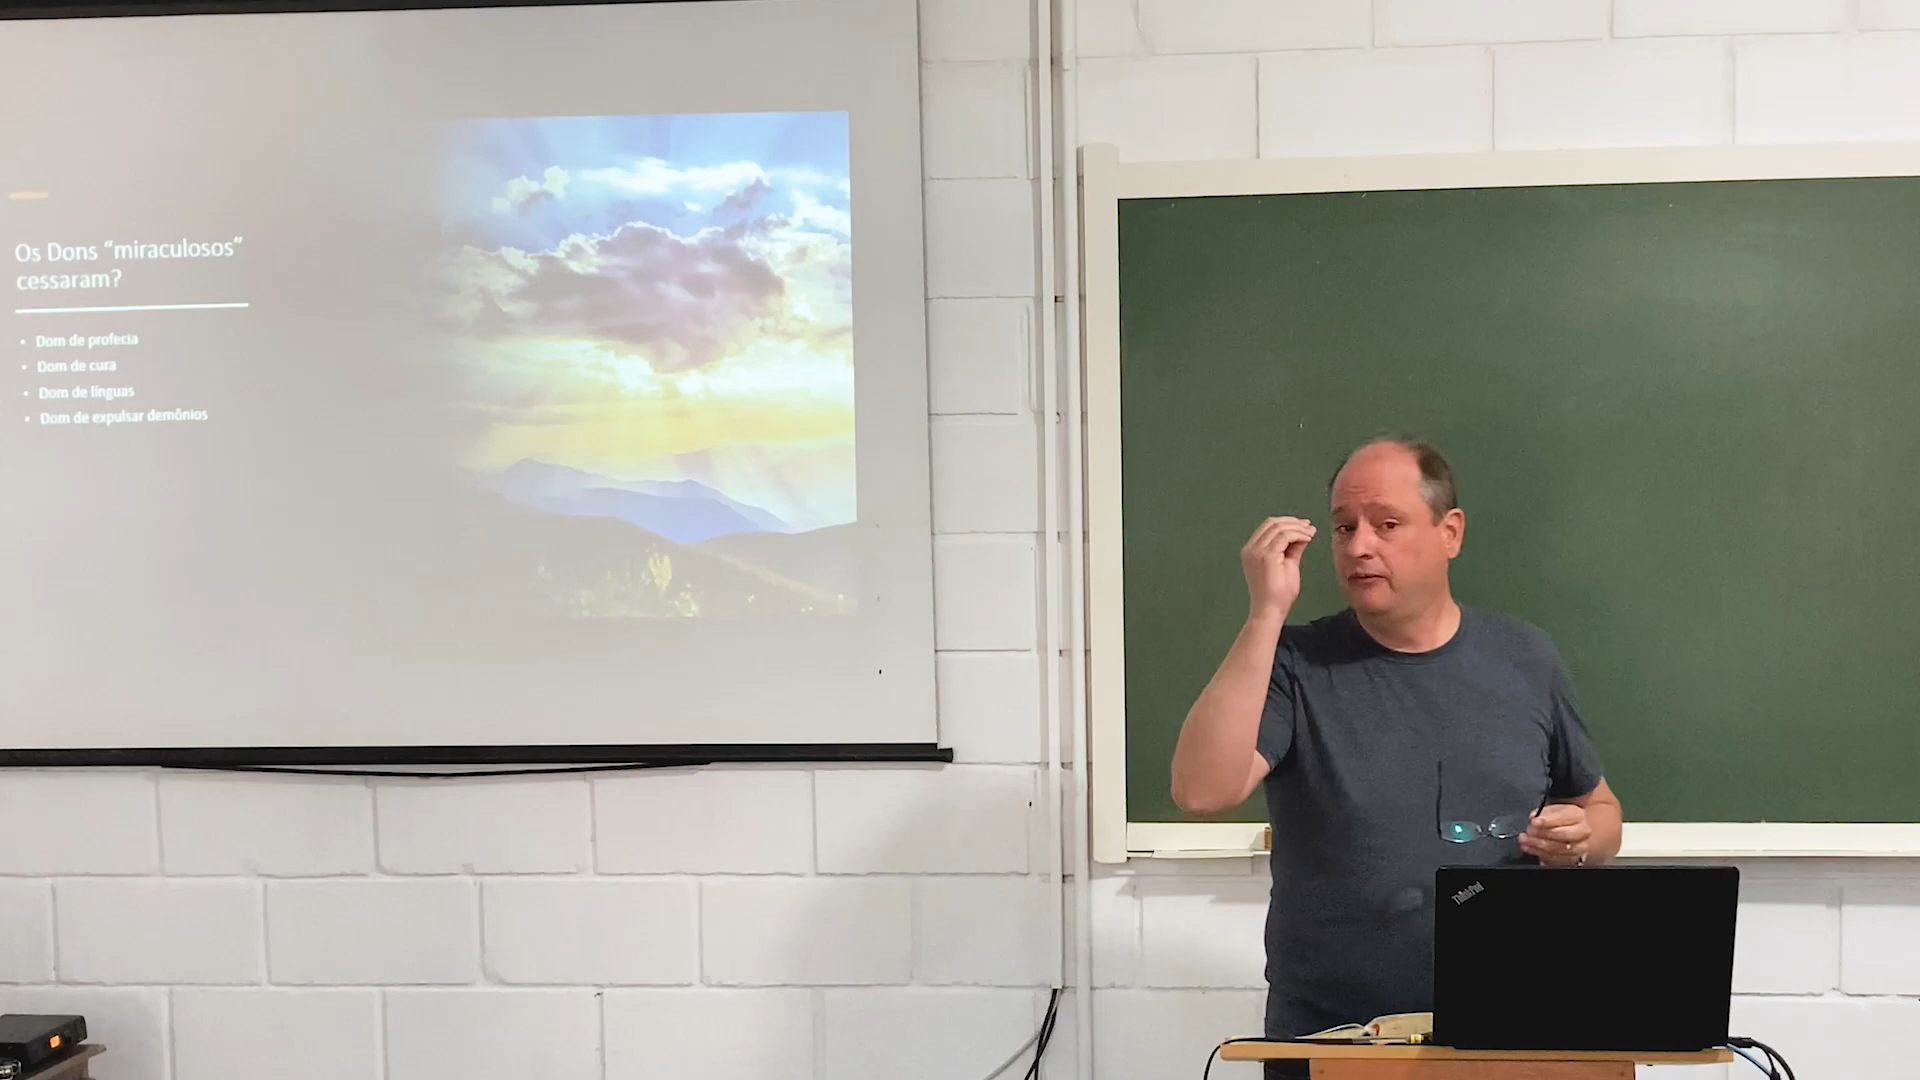 Os Dons “miraculosos”
cessaram?
• Dom de profecia
• Dom de cura
• Dom de línguas
• Dom de expulsar demônios
ThinkPad